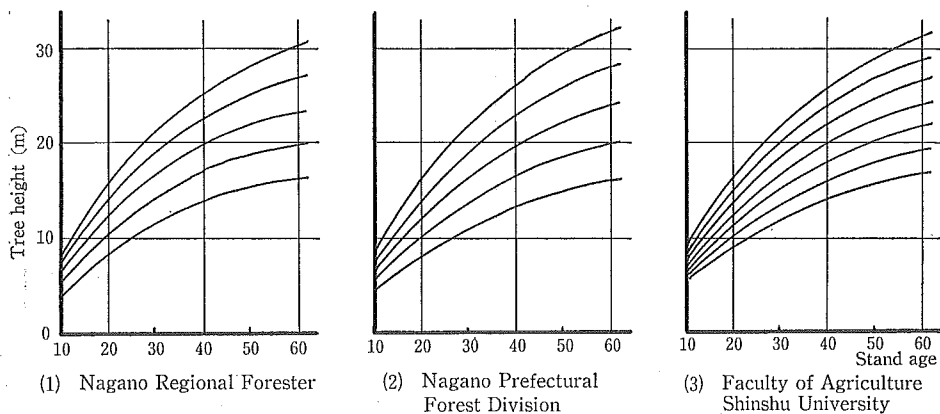 Tree height (m)
30
20
10
0
10 20 30 40 50 60
(1) Nagano Regional Forester
10 20 30 40 50 60
(2) Nagano Prefectural
Forest Division
10 20 30 40 50 60
Stand age
(3) Faculty of Agriculture
Shinshu University